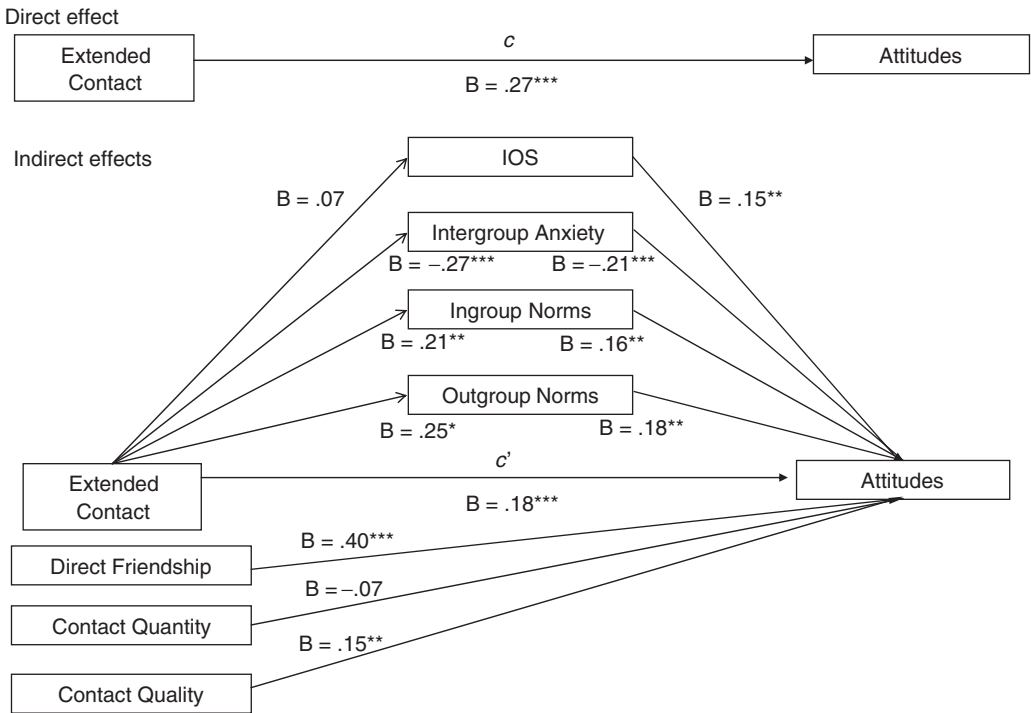 Direct effect
Extended
Contact
c
B = .27***
Attitudes
Indirect effects
IOS
B = .07
B = .15**
Intergroup Anxiety
B = –.27***
B = –.21***
Ingroup Norms
B = .21**
B = .16**
Outgroup Norms
B = .25*
B = .18**
Extended
Contact
c’
B = .18***
Attitudes
Direct Friendship
B = .40***
Contact Quantity
B = –.07
Contact Quality
B = .15**